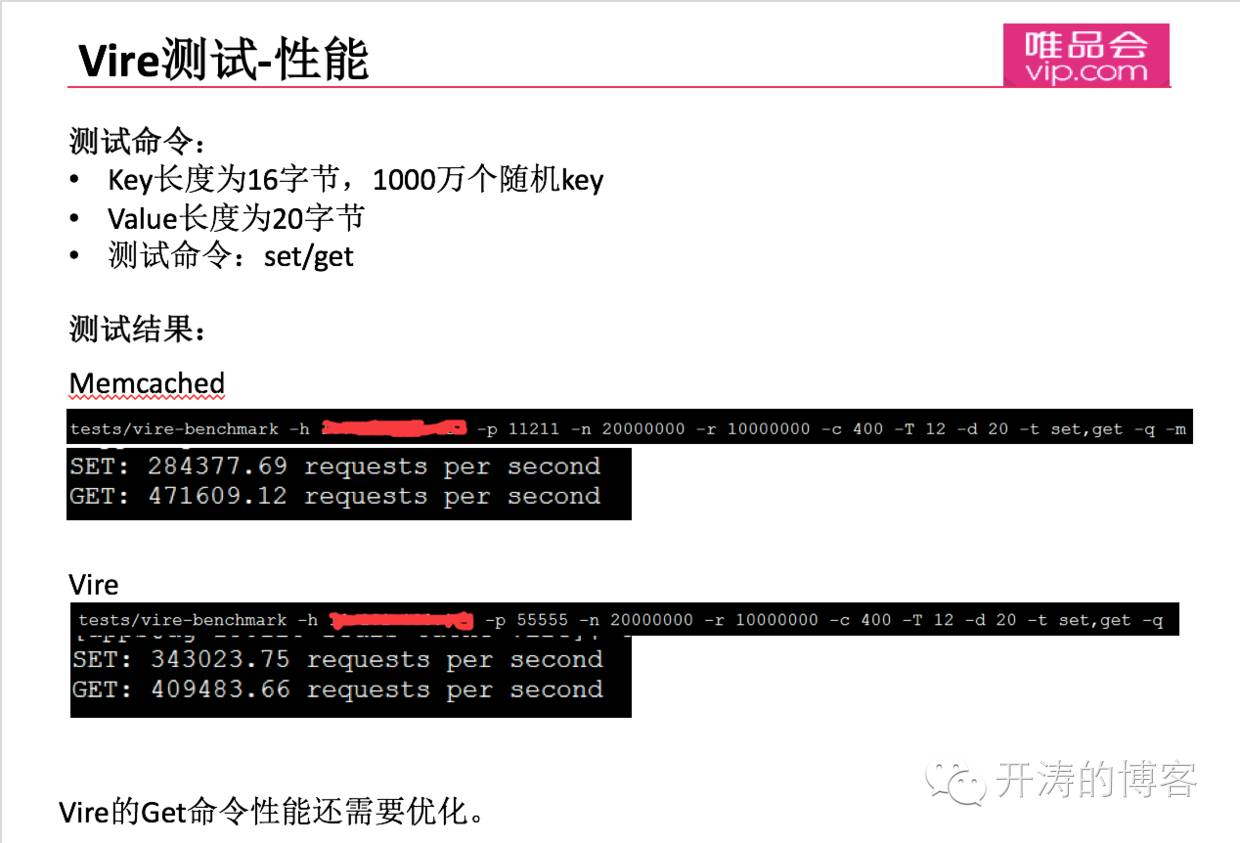 Vire测试-性能
唯品会
vip.com
测试命令：
• Key长度为16字节，1000万个随机key
• Value长度为20字节
• 测试命令：set/get
测试结果：
Memcached
tests/vire-benchmark -h -p 11211 -n 20000000 -r 10000000 -c 400 -T 12 -d 20 -t set,get -q -m
SET: 284377.69 requests per second
GET: 471609.12 requests per second
Vire
tests/vire-benchmark -h -p 55555 -n 20000000 -r 10000000 -c 400 -T 12 -d 20 -t set,get -q
SET: 343023.75 requests per second
GET: 409483.66 requests per second
开涛的博客
Vire的Get命令性能还需要优化。